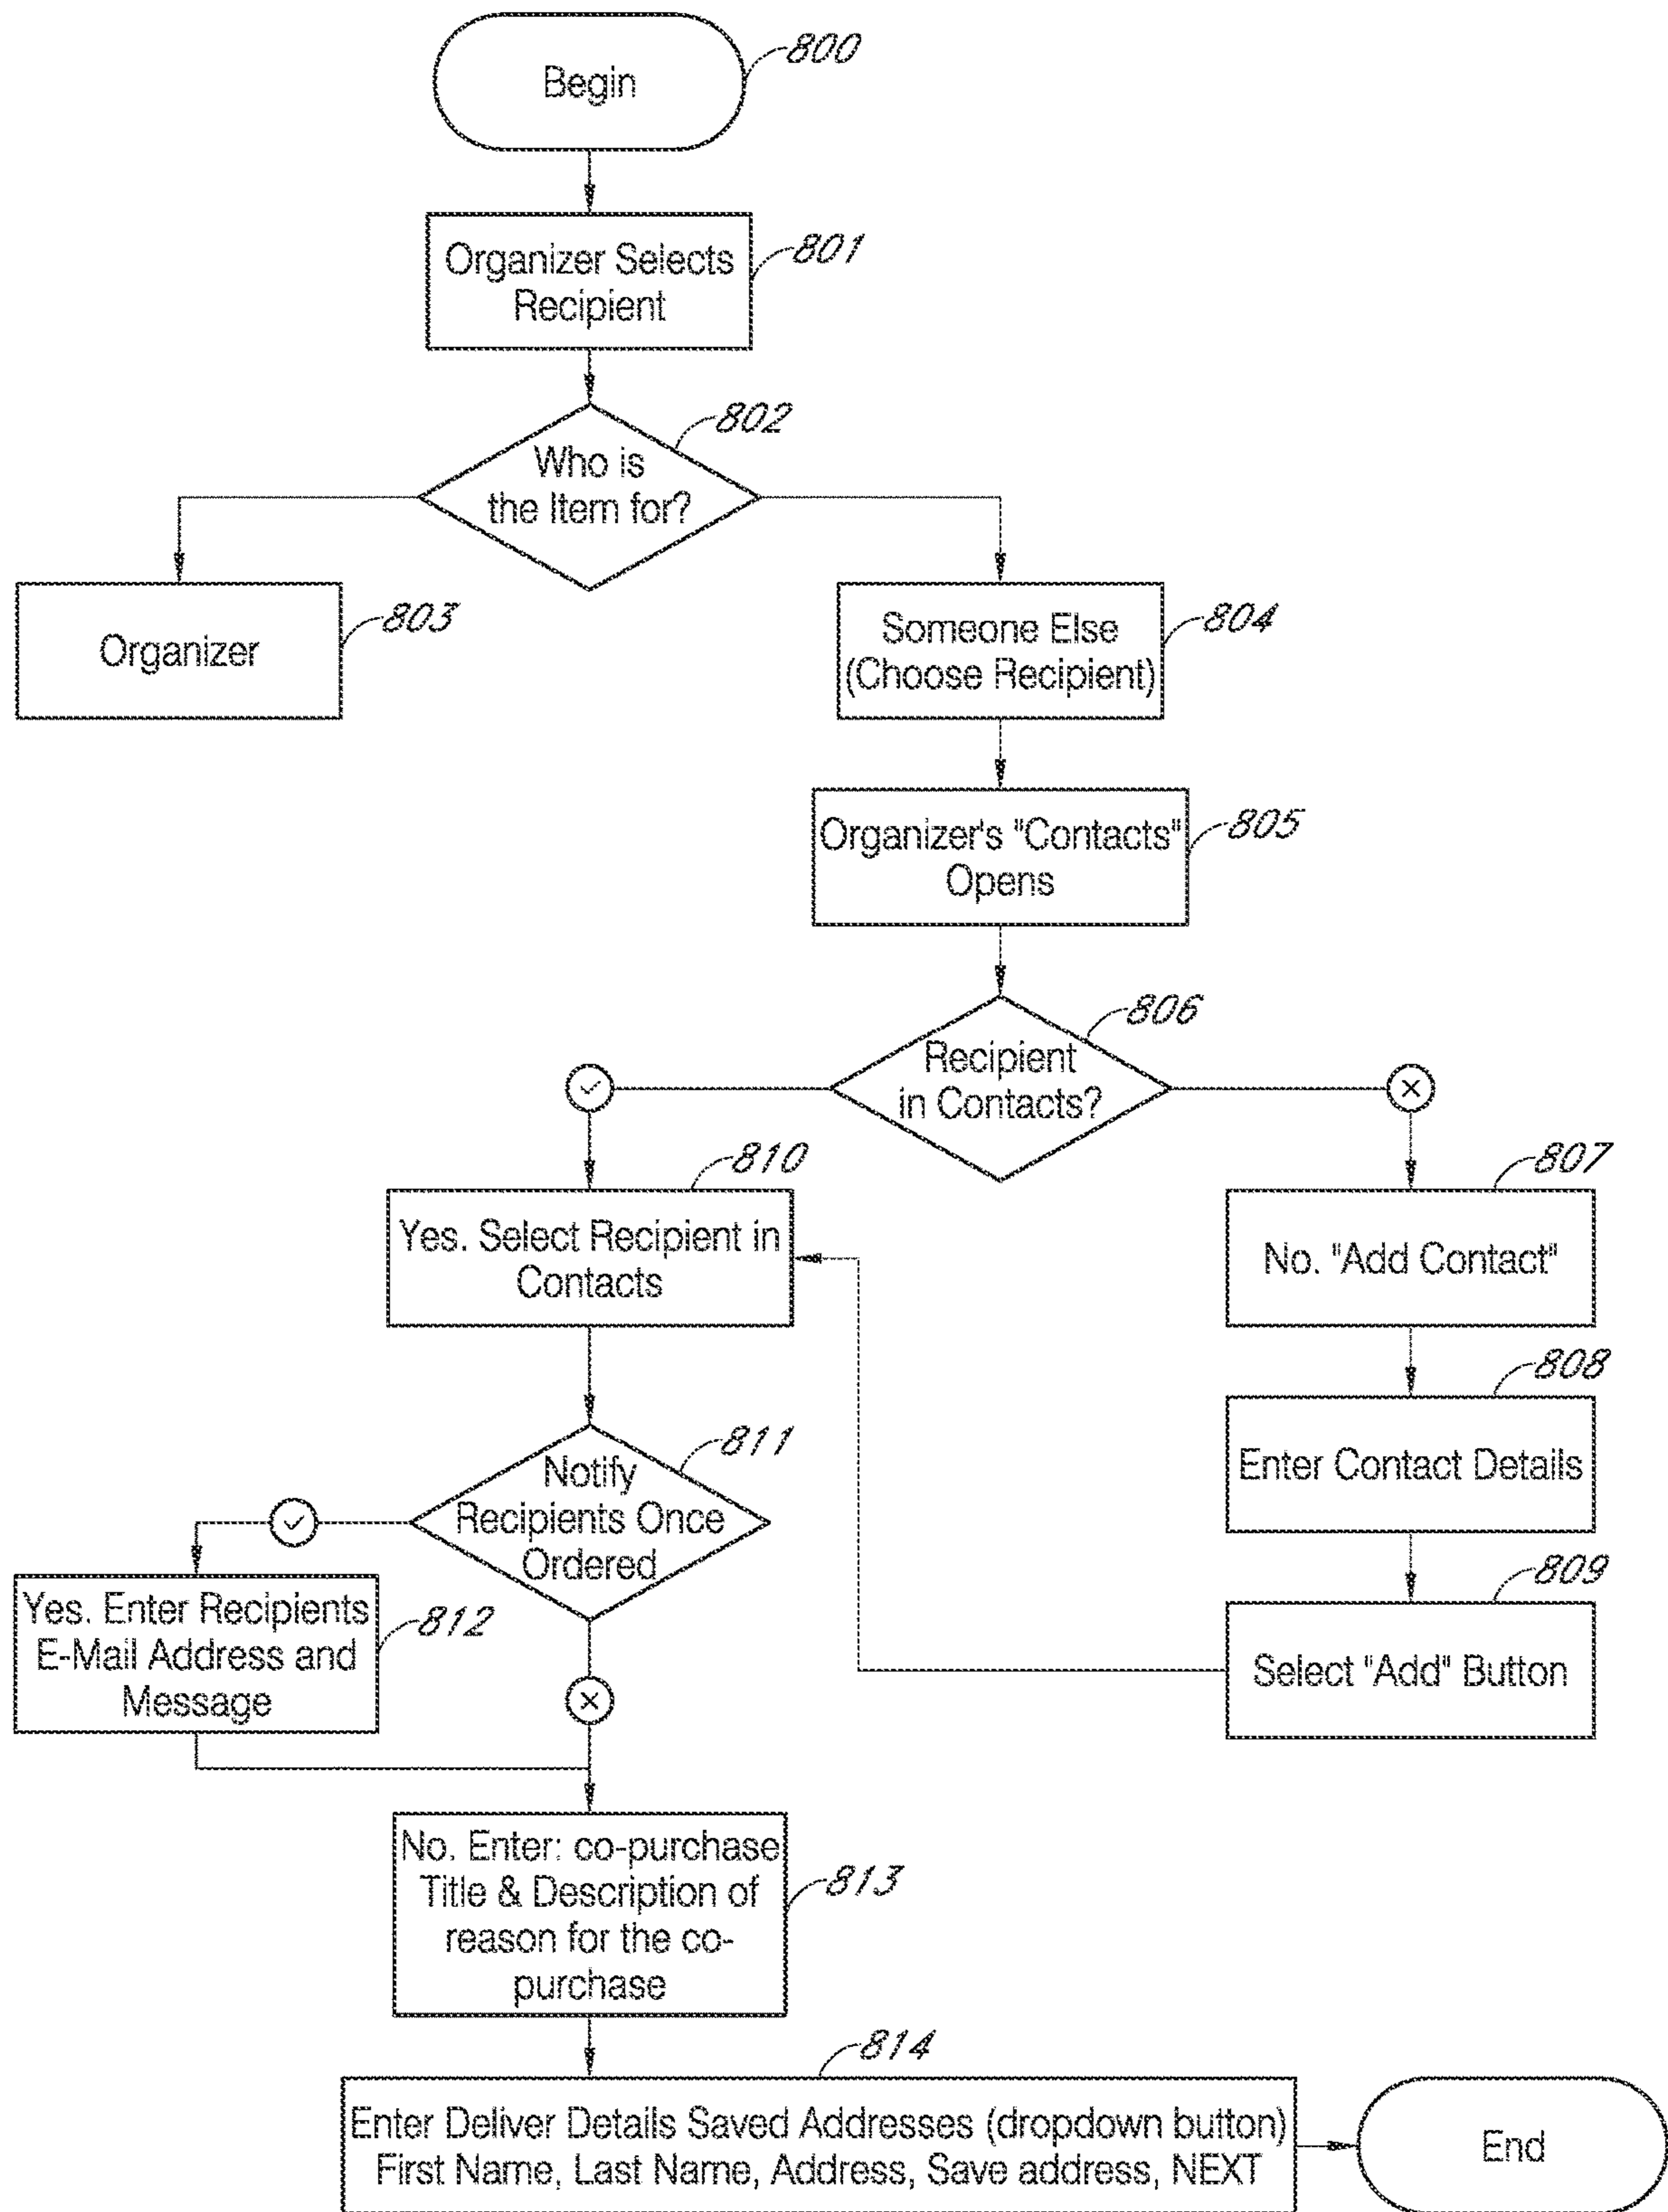 Begin
800
Organizer Selects
Recipient
801
802
Who is
the Item for?
Organizer
803
Someone Else
(Choose Recipient)
804
Organizer's "Contacts"
Opens
805
806
Recipient
in Contacts?
810
Yes. Select Recipient in
Contacts
807
No. "Add Contact"
808
Enter Contact Details
809
Select "Add" Button
811
Notify
Recipients Once
Ordered
Yes. Enter Recipients
E-Mail Address and
Message
812
No. Enter: co-purchase
Title & Description of
reason for the co-
purchase
813
814
Enter Deliver Details Saved Addresses (dropdown button)
First Name, Last Name, Address, Save address, NEXT
End